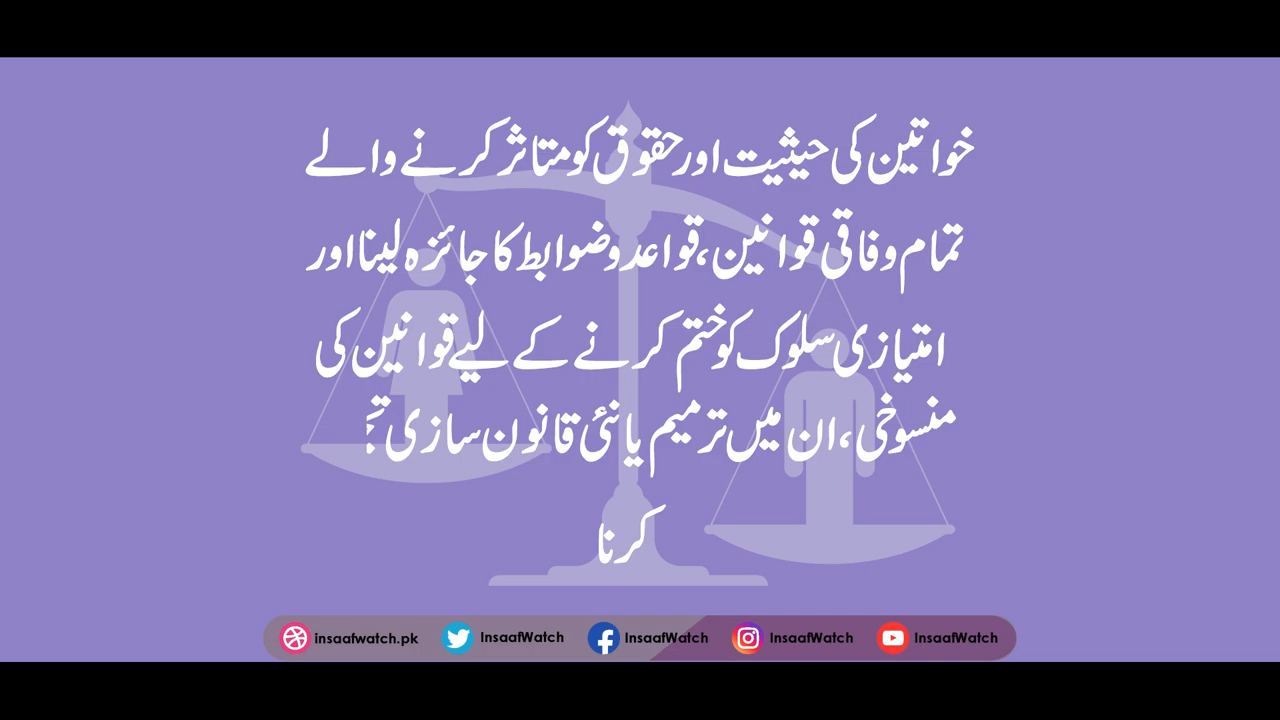 خواتین کی حیثیت اور حقوق کو متاثر کرنے والے
تمام وفاقی قوانین، قواعد و ضوابط کا جائزہ لینا اور
امتیازی سلوک کو ختم کرنے کے لیے قوانین کی
منسوخی، ان میں ترمیم یا نئی قانون سازی
کرنا
insaafwatch.pk InsaafWatch InsaafWatch InsaafWatch InsaafWatch